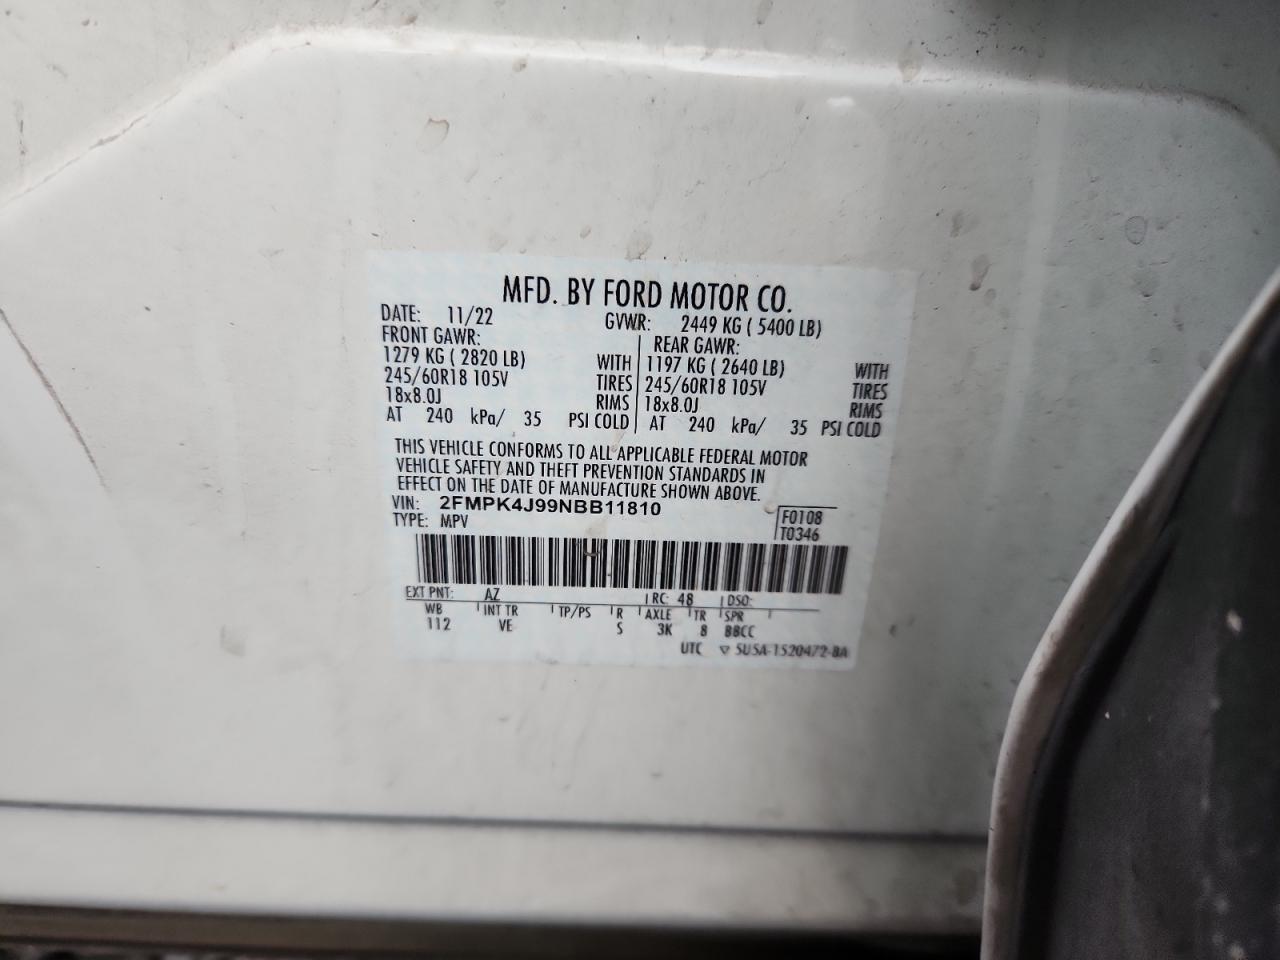 MFD. BY FORD MOTOR CO.
DATE: 11/22 GVWR: 2449 KG ( 5400 LB)
FRONT GAWR: REAR GAWR:
1279 KG ( 2820 LB) WITH 1197 KG ( 2640 LB) WITH
245/60R18 105V TIRES 245/60R18 105V TIRES
18x8.0J RIMS 18x8.0J RIMS
AT 240 kPa/ 35 PSI COLD AT 240 kPa/ 35 PSI COLD
THIS VEHICLE CONFORMS TO ALL APPLICABLE FEDERAL MOTOR
VEHICLE SAFETY AND THEFT PREVENTION STANDARDS IN
EFFECT ON THE DATE OF MANUFACTURE SHOWN ABOVE.
VIN: 2FMPK4J99NBB11810 F0108
TYPE: MPV T0346
EXT PNT: AZ RC: 48 DSO:
WB INT TR TP/PS R AXLE TR SPR
112 VE S 3K 8 BBCC
UTC ▽ 5U5A-1520472-BA